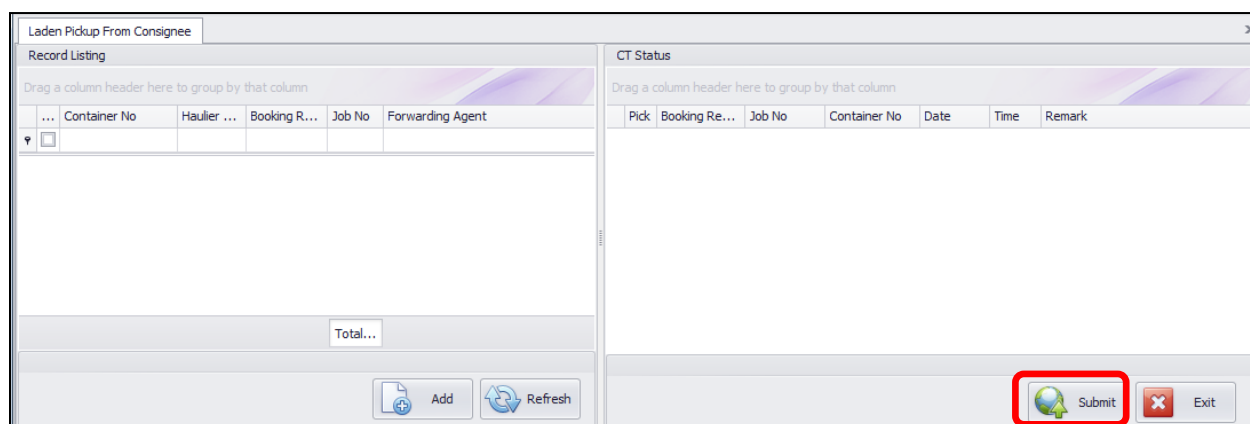 Laden Pickup From Consignee
Record Listing
Drag a column header here to group by that column
... Container No Haulier ... Booking R... Job No Forwarding Agent
Total...
Add Refresh
CT Status
Drag a column header here to group by that column
Pick Booking Re... Job No Container No Date Time Remark
Submit Exit